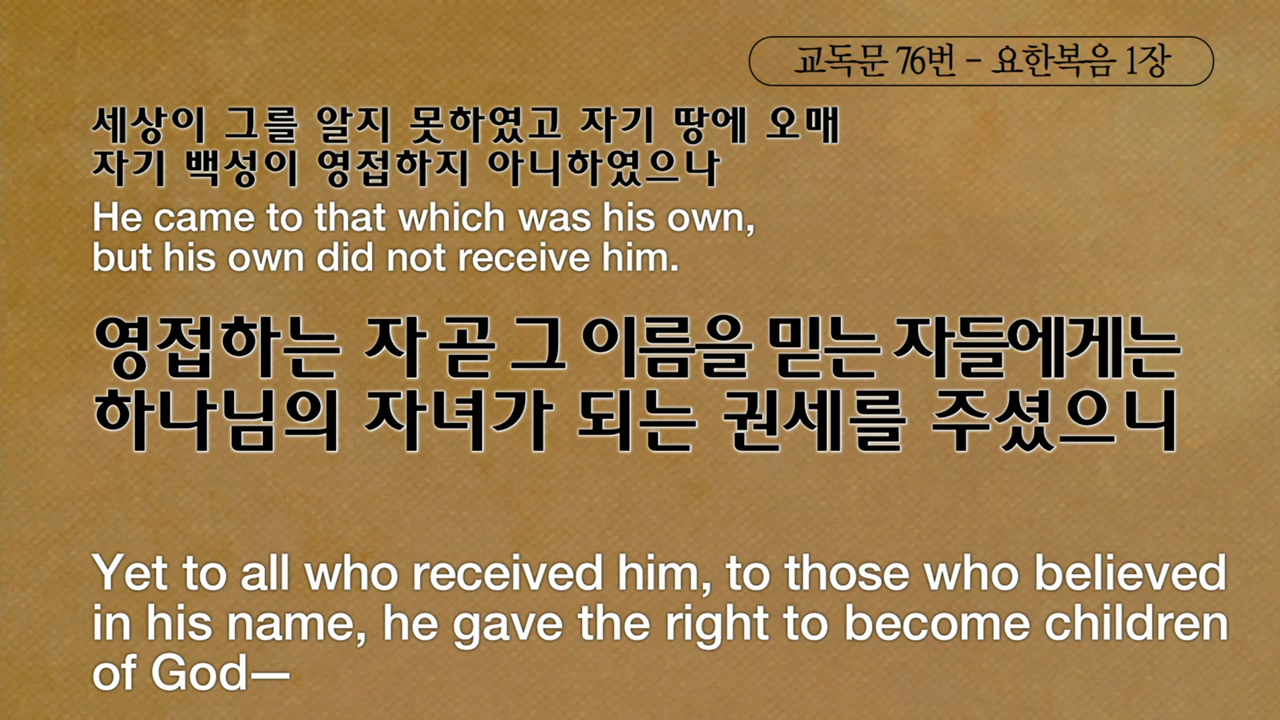 교독문 76번 - 요한복음 1장
세상이 그를 알지 못하였고 자기 땅에 오매
자기 백성이 영접하지 아니하였으나
He came to that which was his own,
but his own did not receive him.
영접하는 자 곧 그 이름을 믿는 자들에게는
하나님의 자녀가 되는 권세를 주셨으니
Yet to all who received him, to those who believed
in his name, he gave the right to become children
of God—